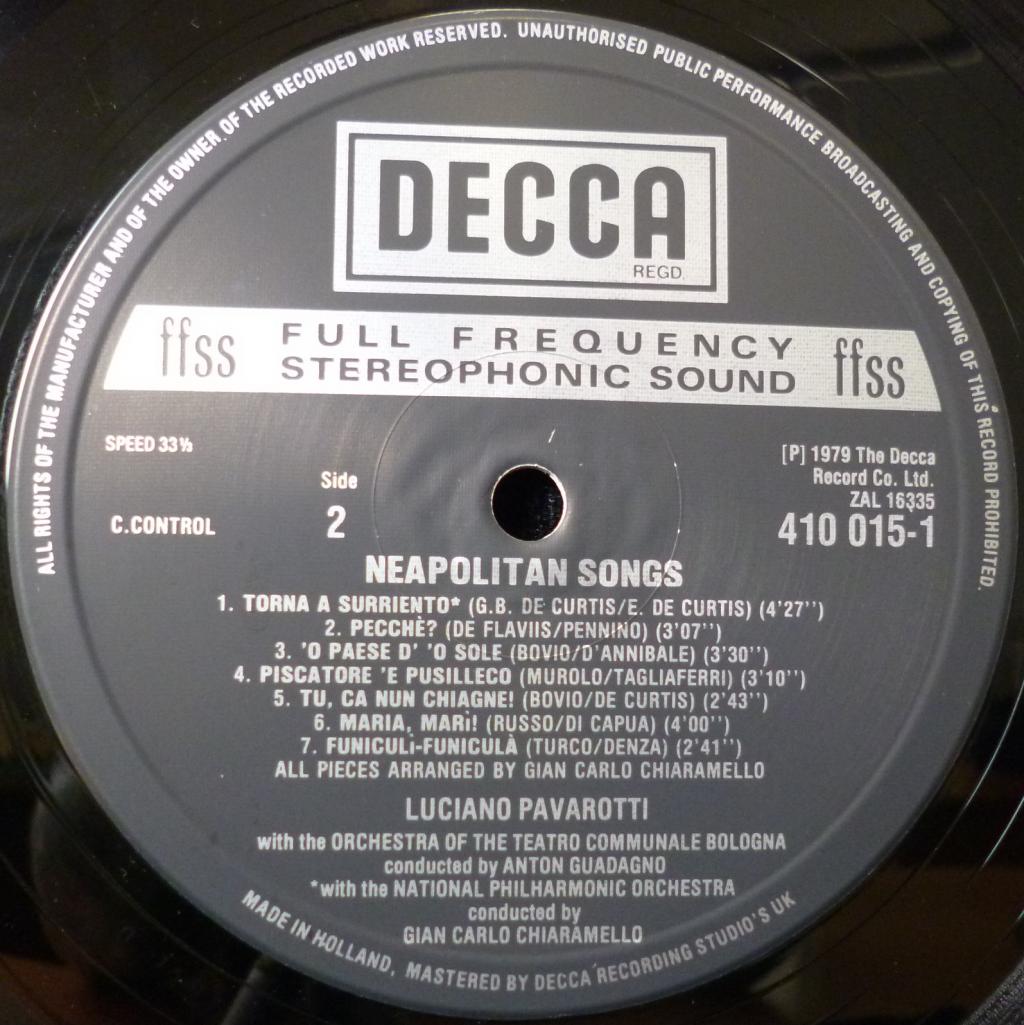 ALL RIGHTS OF THE MANUFACTURER AND OF THE OWNER OF THE RECORDED WORK RESERVED. UNAUTHORISED PUBLIC PERFORMANCE BROADCASTING AND COPYING OF THIS RECORD PROHIBITED.
DECCA
REGD.
ffss FULL FREQUENCY ffss
STEREOPHONIC SOUND
SPEED 33⅓
[P] 1979 The Decca
Record Co. Ltd.
ZAL 16335
Side
2
C.CONTROL
410 015-1
NEAPOLITAN SONGS
1. TORNA A SURRIENTO* (G.B. DE CURTIS/E. DE CURTIS) (4'27'')
2. PECCHÈ? (DE FLAVIIS/PENNINO) (3'07'')
3. 'O PAESE D' 'O SOLE (BOVIO/D'ANNIBALE) (3'30'')
4. PISCATORE 'E PUSILLECO (MUROLO/TAGLIAFERRI) (3'10'')
5. TU, CA NUN CHIAGNE! (BOVIO/DE CURTIS) (2'43'')
6. MARIA, MARì! (RUSSO/DI CAPUA) (4'00'')
7. FUNICULì-FUNICULÀ (TURCO/DENZA) (2'41'')
ALL PIECES ARRANGED BY GIAN CARLO CHIARAMELLO
LUCIANO PAVAROTTI
with the ORCHESTRA OF THE TEATRO COMMUNALE BOLOGNA
conducted by ANTON GUADAGNO
*with the NATIONAL PHILHARMONIC ORCHESTRA
conducted by
GIAN CARLO CHIARAMELLO
MADE IN HOLLAND, MASTERED BY DECCA RECORDING STUDIO'S UK